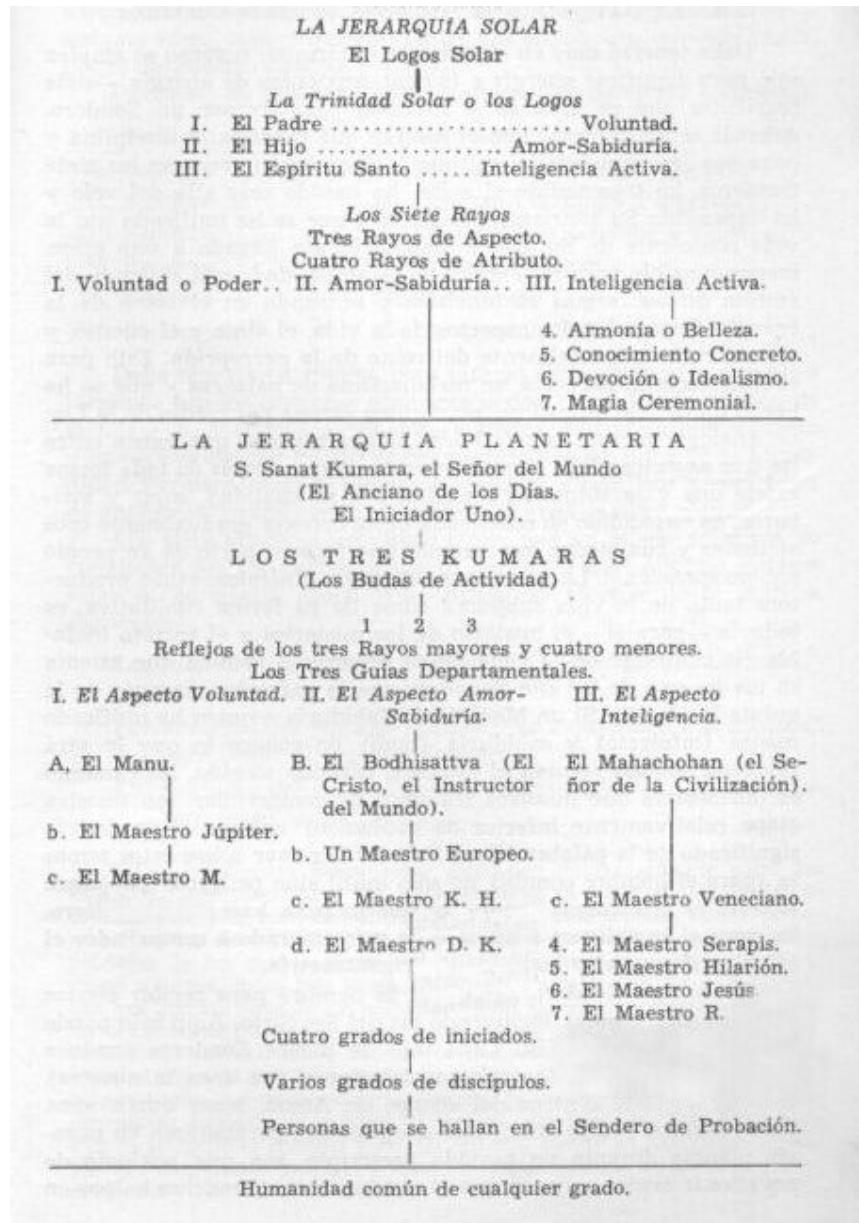 LA JERARQUÍA SOLAR
El Logos Solar
La Trinidad Solar o los Logos
I. El Padre ........................ Voluntad.
II. El Hijo .................. Amor-Sabiduría.
III. El Espíritu Santo ..... Inteligencia Activa.
Los Siete Rayos
Tres Rayos de Aspecto.
Cuatro Rayos de Atributo.
I. Voluntad o Poder.. II. Amor-Sabiduría.. III. Inteligencia Activa.
4. Armonía o Belleza.
5. Conocimiento Concreto.
6. Devoción o Idealismo.
7. Magia Ceremonial.
LA JERARQUÍA PLANETARIA
S. Sanat Kumara, el Señor del Mundo
(El Anciano de los Días.
El Iniciador Uno).
LOS TRES KUMARAS
(Los Budas de Actividad)
1 2 3
Reflejos de los tres Rayos mayores y cuatro menores.
Los Tres Guías Departamentales.
I. El Aspecto Voluntad. II. El Aspecto Amor- III. El Aspecto
Sabiduría. Inteligencia.
A, El Manu. B. El Bodhisattva (El El Mahachohan (el Se-
Cristo, el Instructor ñor de la Civilización).
del Mundo).
b. El Maestro Júpiter.
b. Un Maestro Europeo.
c. El Maestro M.
c. El Maestro K. H. c. El Maestro Veneciano.
d. El Maestro D. K. 4. El Maestro Serapis.
5. El Maestro Hilarión.
6. El Maestro Jesús
7. El Maestro R.
Cuatro grados de iniciados.
Varios grados de discípulos.
Personas que se hallan en el Sendero de Probación.
Humanidad común de cualquier grado.